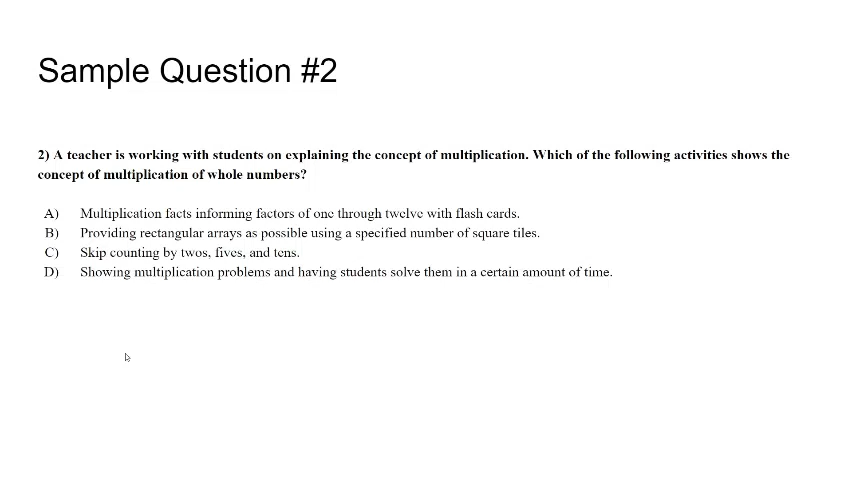 Sample Question #2
2) A teacher is working with students on explaining the concept of multiplication. Which of the following activities shows the
concept of multiplication of whole numbers?
A) Multiplication facts informing factors of one through twelve with flash cards.
B) Providing rectangular arrays as possible using a specified number of square tiles.
C) Skip counting by twos, fives, and tens.
D) Showing multiplication problems and having students solve them in a certain amount of time.